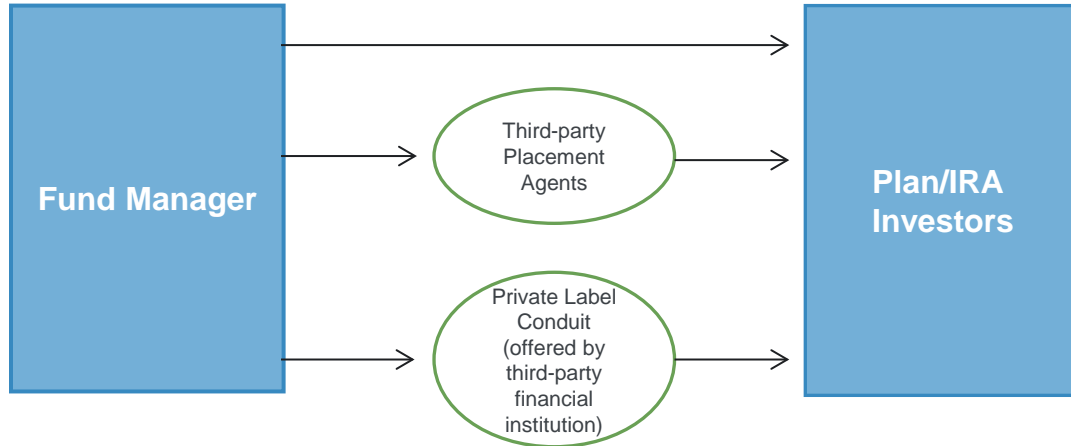 Fund Manager
Third-party
Placement
Agents
Private Label
Conduit
(offered by
third-party
financial
institution)
Plan/IRA
Investors